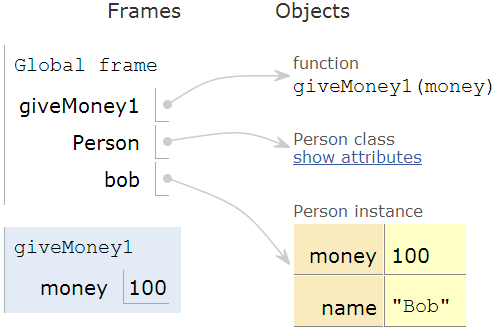 Frames
Objects
Global frame
giveMoney1
Person
bob
function
giveMoney1(money)
Person class
show attributes
Person instance
money 100
name "Bob"
giveMoney1
money 100